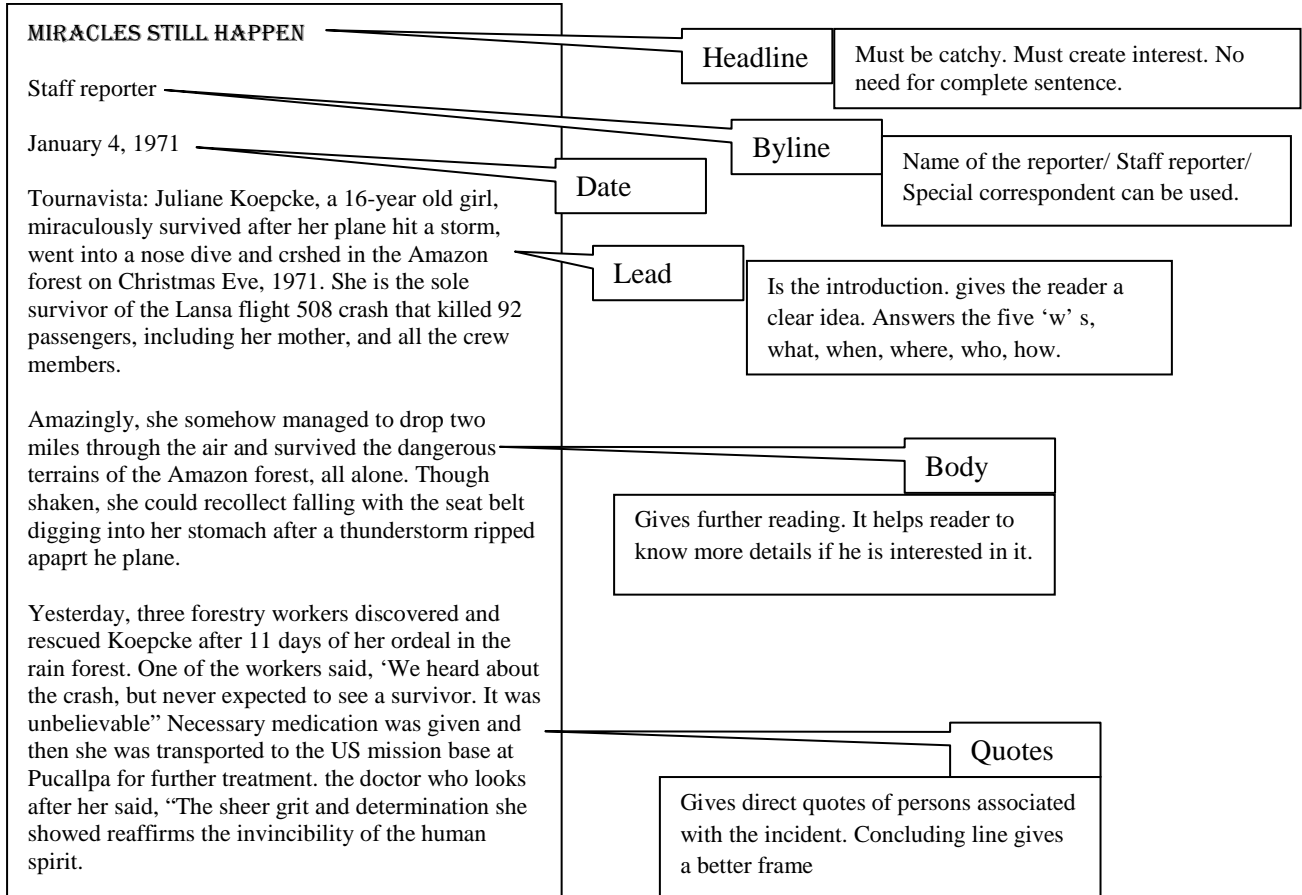 MIRACLES STILL HAPPEN
Staff reporter
January 4, 1971
Tournavista: Juliane Koepcke, a 16-year old girl,
miraculously survived after her plane hit a storm,
went into a nose dive and crshed in the Amazon
forest on Christmas Eve, 1971. She is the sole
survivor of the Lansa flight 508 crash that killed 92
passengers, including her mother, and all the crew
members.
Amazingly, she somehow managed to drop two
miles through the air and survived the dangerous
terrains of the Amazon forest, all alone. Though
shaken, she could recollect falling with the seat belt
digging into her stomach after a thunderstorm ripped
apaprt he plane.
Yesterday, three forestry workers discovered and
rescued Koepcke after 11 days of her ordeal in the
rain forest. One of the workers said, ‘We heard about
the crash, but never expected to see a survivor. It was
unbelievable” Necessary medication was given and
then she was transported to the US mission base at
Pucallpa for further treatment. the doctor who looks
after her said, “The sheer grit and determination she
showed reaffirms the invincibility of the human
spirit.
Headline
Must be catchy. Must create interest. No
need for complete sentence.
Byline
Name of the reporter/ Staff reporter/
Special correspondent can be used.
Date
Lead
Is the introduction. gives the reader a
clear idea. Answers the five ‘w’ s,
what, when, where, who, how.
Body
Gives further reading. It helps reader to
know more details if he is interested in it.
Quotes
Gives direct quotes of persons associated
with the incident. Concluding line gives
a better frame